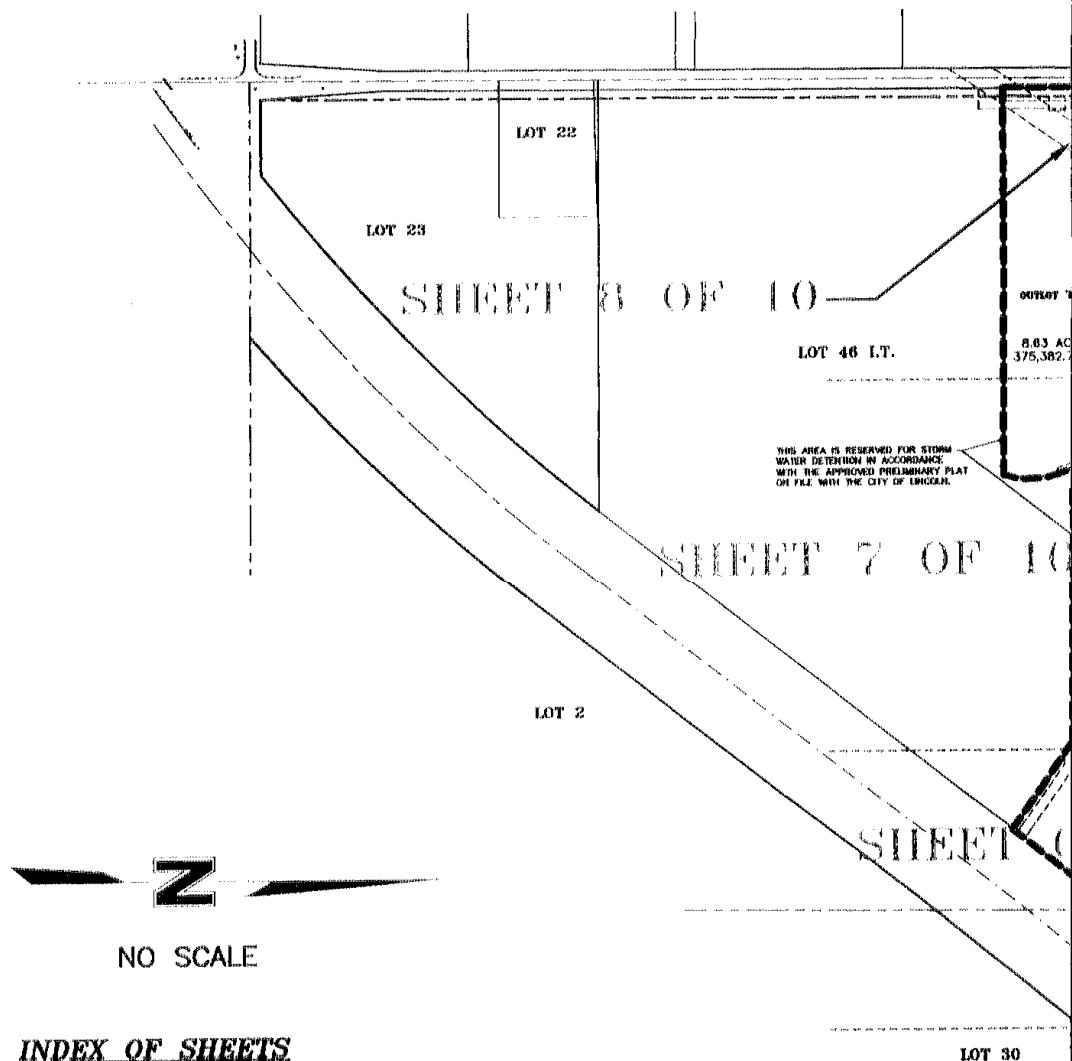 LOT 22
LOT 23
SHEET 8 OF 10
OUTLOT
LOT 46 I.T.
8.63 AC
375,382.7
THIS AREA IS RESERVED FOR STORM
WATER DETENTION IN ACCORDANCE
WITH THE APPROVED PRELIMINARY PLAT
ON FILE WITH THE CITY OF LINCOLN.
SHEET 7 OF 10
LOT 2
SHEET
N
NO SCALE
INDEX OF SHEETS
LOT 30